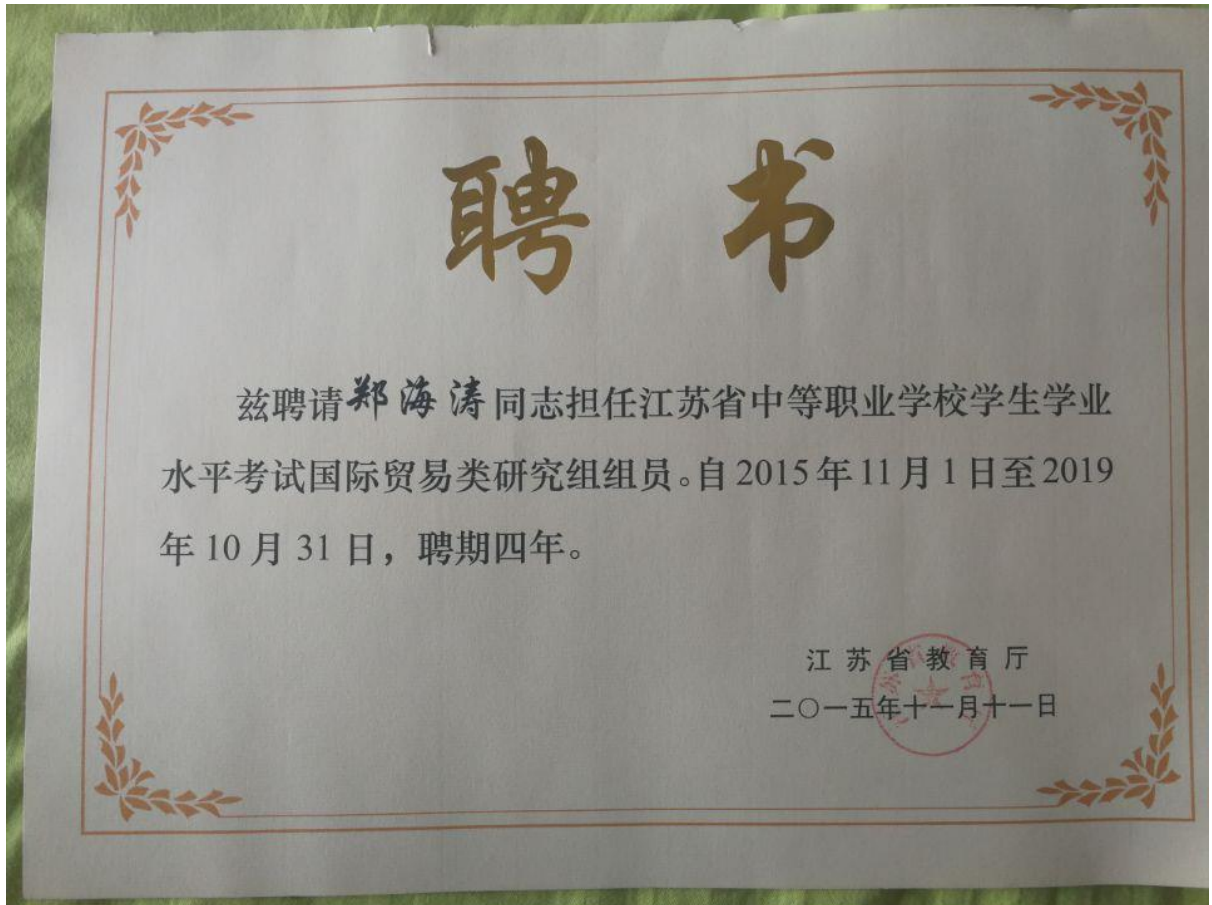 聘 书
兹聘请郑海涛同志担任江苏省中等职业学校学生学业
水平考试国际贸易类研究组组员。自2015年11月1日至2019
年10月31日，聘期四年。
江苏省教育厅
二〇一五年十一月十一日